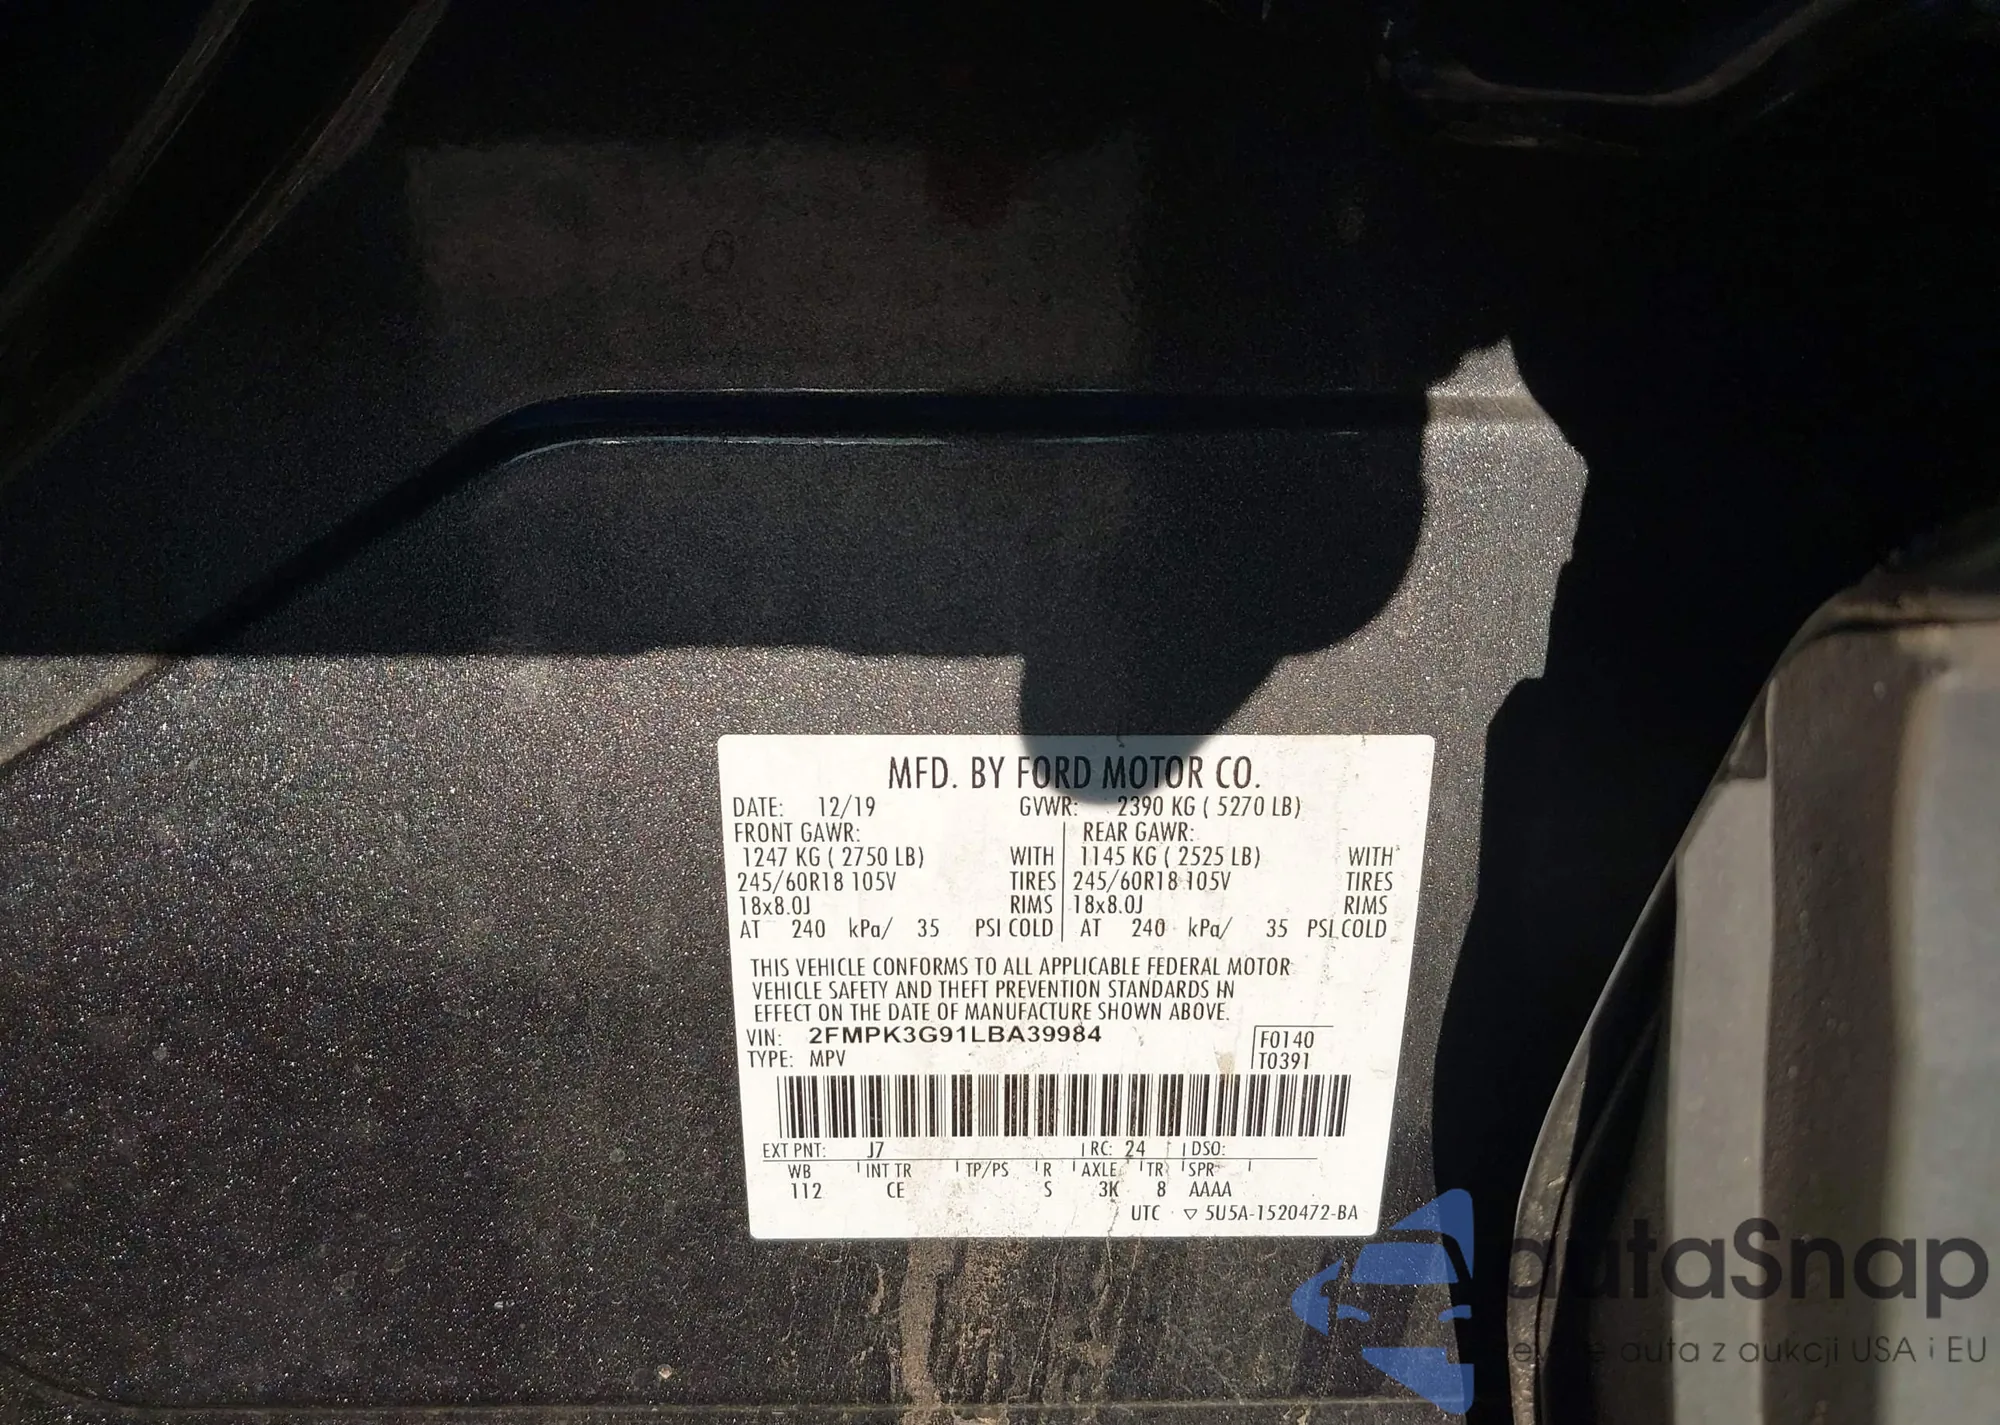 MFD. BY FORD MOTOR CO.
DATE: 12/19 GVWR: 2390 KG ( 5270 LB)
FRONT GAWR: REAR GAWR:
1247 KG ( 2750 LB) WITH 1145 KG ( 2525 LB) WITH
245/60R18 105V TIRES 245/60R18 105V TIRES
18x8.0J RIMS 18x8.0J RIMS
AT 240 kPa/ 35 PSI COLD AT 240 kPa/ 35 PSI COLD
THIS VEHICLE CONFORMS TO ALL APPLICABLE FEDERAL MOTOR
VEHICLE SAFETY AND THEFT PREVENTION STANDARDS IN
EFFECT ON THE DATE OF MANUFACTURE SHOWN ABOVE.
VIN: 2FMPK3G91LBA39984
F0140
TYPE: MPV
T0391
EXT PNT: J7 RC: 24 DSO:
WB INT TR TP/PS R AXLE TR SPR
112 CE S 3K 8 AAAA
UTC ▽ 5U5A-1520472-BA
autaSnap
auta z aukcji USA i EU